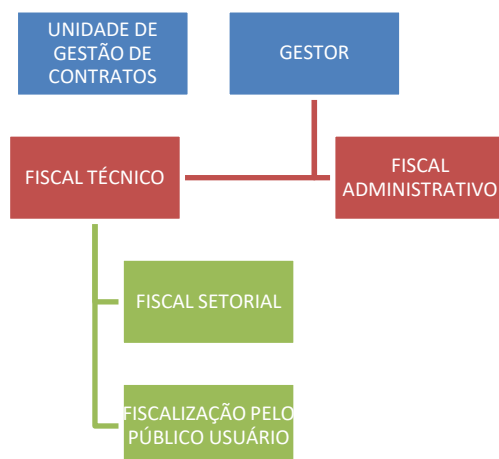 UNIDADE DE
GESTÃO DE
CONTRATOS
GESTOR
FISCAL TÉCNICO
FISCAL
ADMINISTRATIVO
FISCAL SETORIAL
FISCALIZAÇÃO PELO
PÚBLICO USUÁRIO